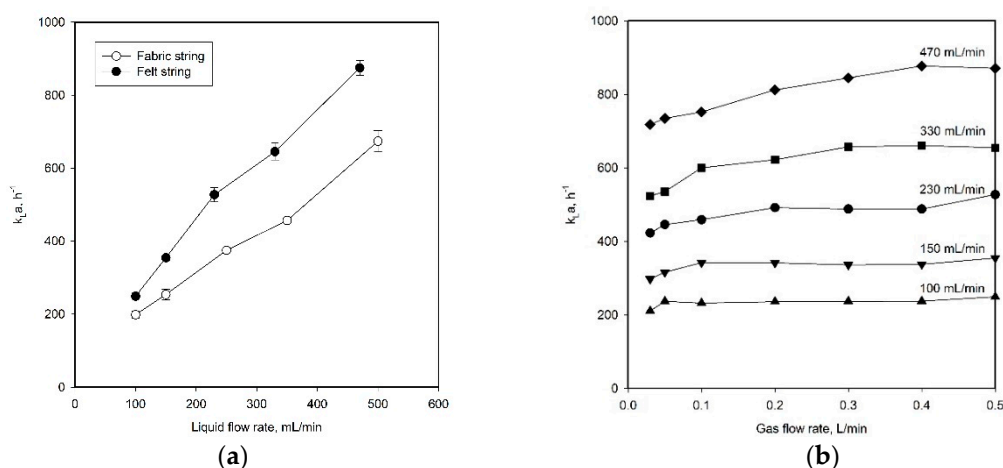 1000
800
600
400
200
0
kLa, h-1
Fabric string
Felt string
0 100 200 300 400 500 600
Liquid flow rate, mL/min
(a)
1000
800
600
400
200
0
kLa, h-1
470 mL/min
330 mL/min
230 mL/min
150 mL/min
100 mL/min
0.0 0.1 0.2 0.3 0.4 0.5
Gas flow rate, L/min
(b)